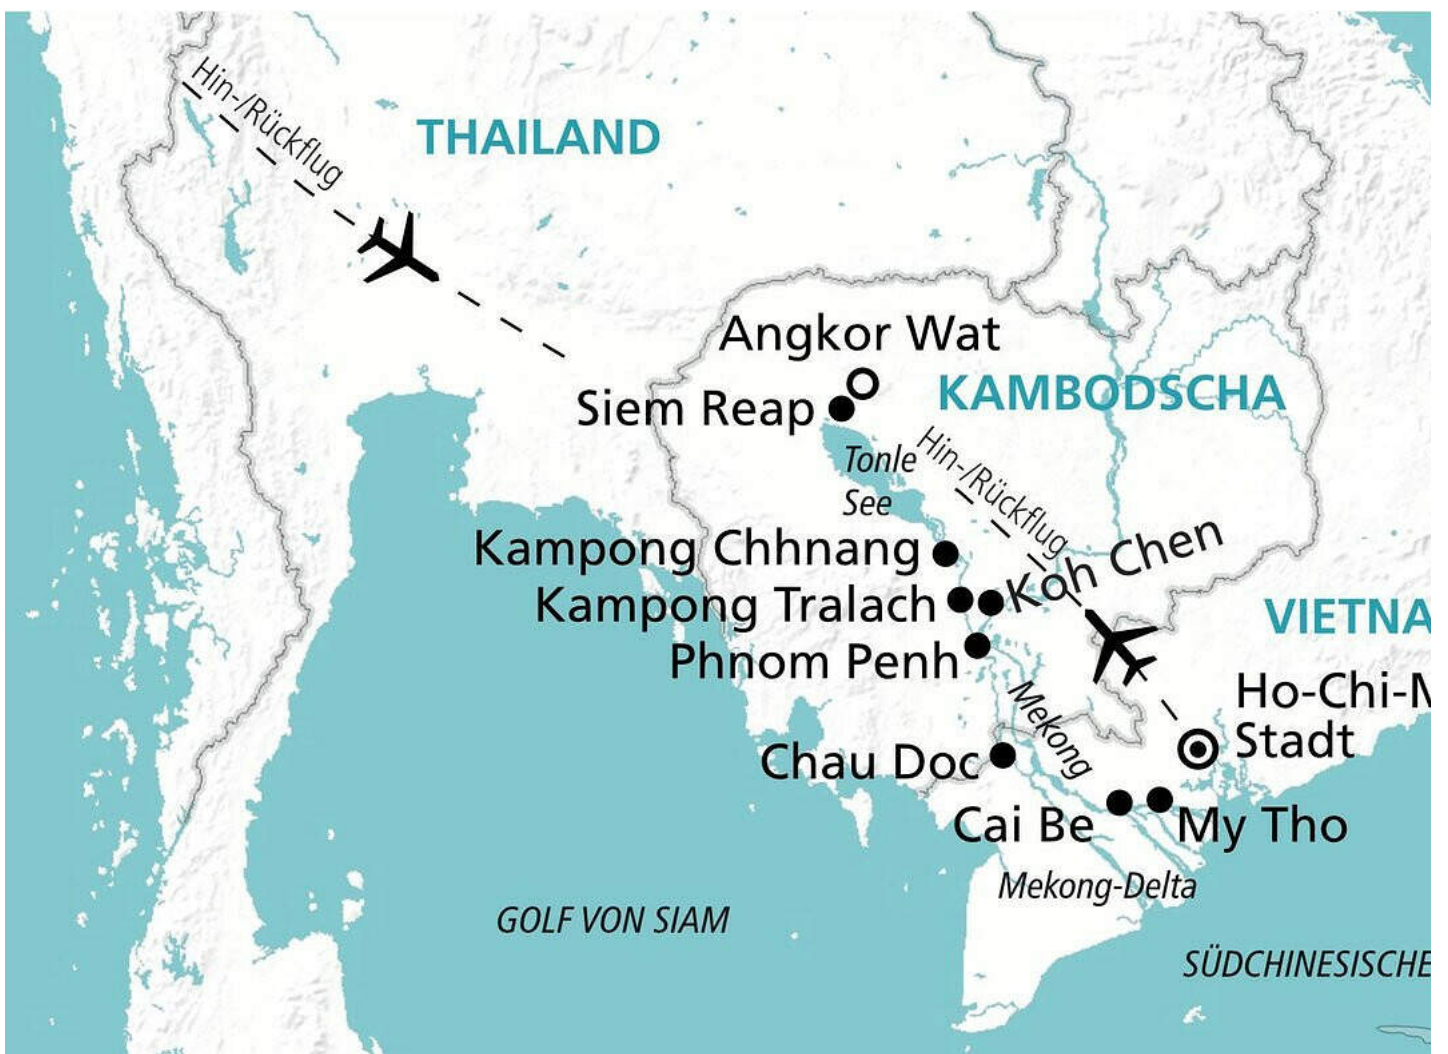 Hin-/Rückflug
THAILAND
Angkor Wat
Siem Reap
KAMBODSCHA
Tonle
See
Hin-/Rückflug
Kampong Chhnang
Koh Chen
Kampong Tralach
VIETNA
Phnom Penh
Ho-Chi-M
Stadt
Mekong
Chau Doc
Cai Be
My Tho
Mekong-Delta
GOLF VON SIAM
SÜDCHINESISCHE